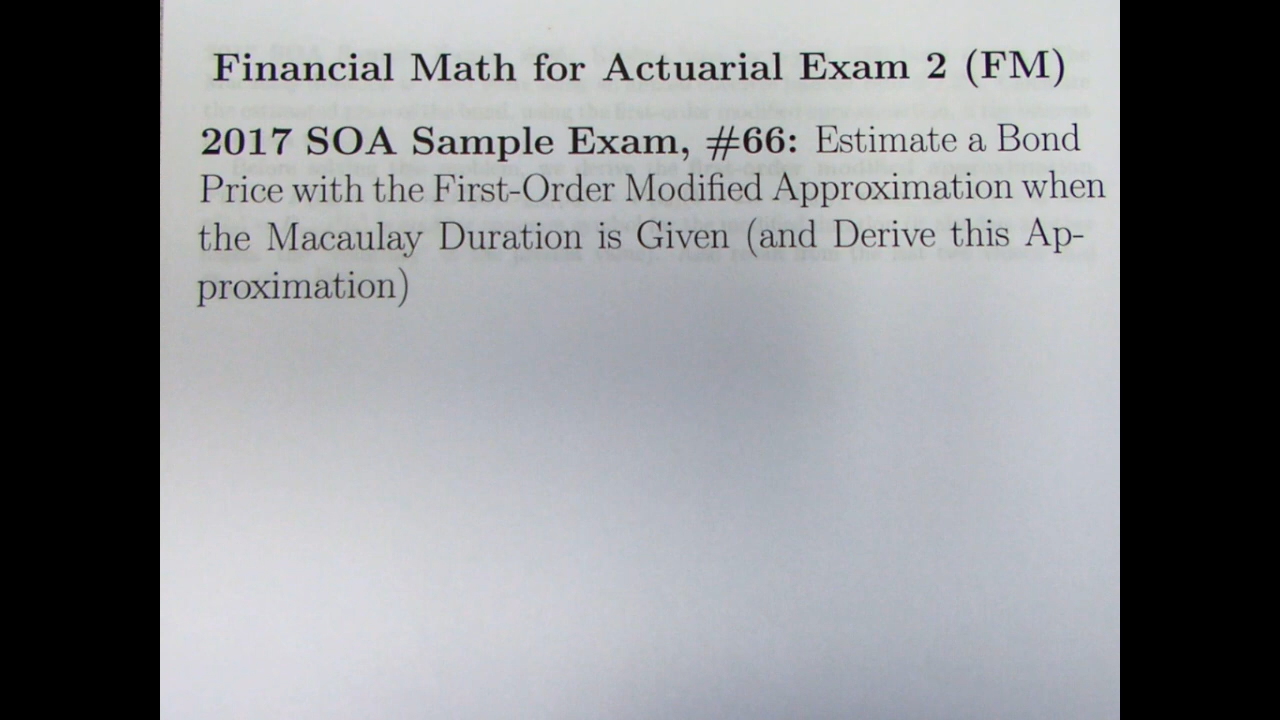 Financial Math for Actuarial Exam 2 (FM)
2017 SOA Sample Exam, #66: Estimate a Bond
Price with the First-Order Modified Approximation when
the Macaulay Duration is Given (and Derive this Ap-
proximation)